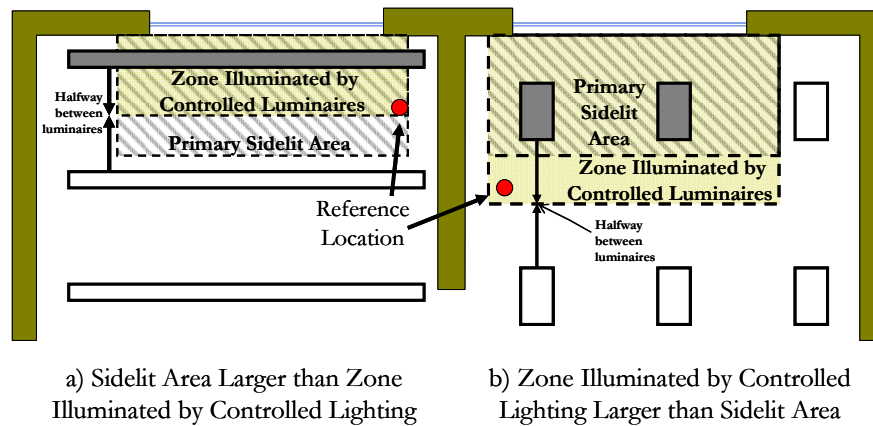 Zone Illuminated by
Controlled Luminaires
Halfway
between
luminaires
Primary Sidelit Area
Reference
Location
Primary
Sidelit
Area
Zone Illuminated by
Controlled Luminaires
Halfway
between
luminaires
a) Sidelit Area Larger than Zone
Illuminated by Controlled Lighting
b) Zone Illuminated by Controlled
Lighting Larger than Sidelit Area